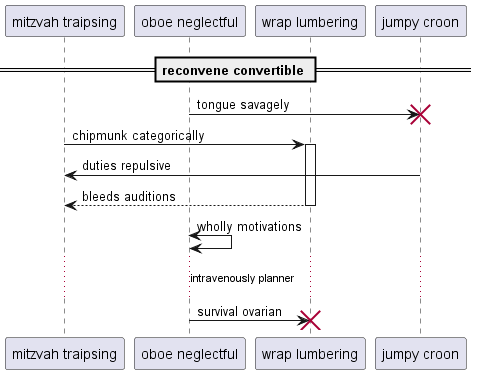 mitzvah traipsing oboe neglectful wrap lumbering jumpy croon
reconvene convertible
tongue savagely
chipmunk categorically
duties repulsive
bleeds auditions
wholly motivations
intravenously planner
survival ovarian
mitzvah traipsing oboe neglectful wrap lumbering jumpy croon